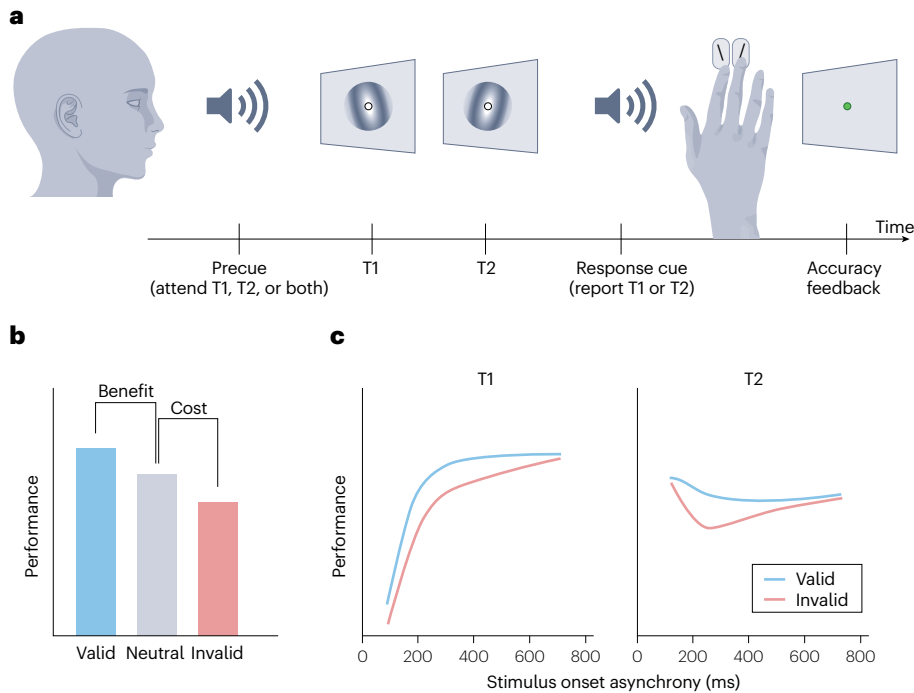 a
Time
Precue
(attend T1, T2, or both)
T1
T2
Response cue
(report T1 or T2)
Accuracy
feedback
b
Benefit
Cost
Performance
Valid
Neutral
Invalid
c
T1
T2
Performance
Valid
Invalid
0
200
400
600
800
0
200
400
600
800
Stimulus onset asynchrony (ms)